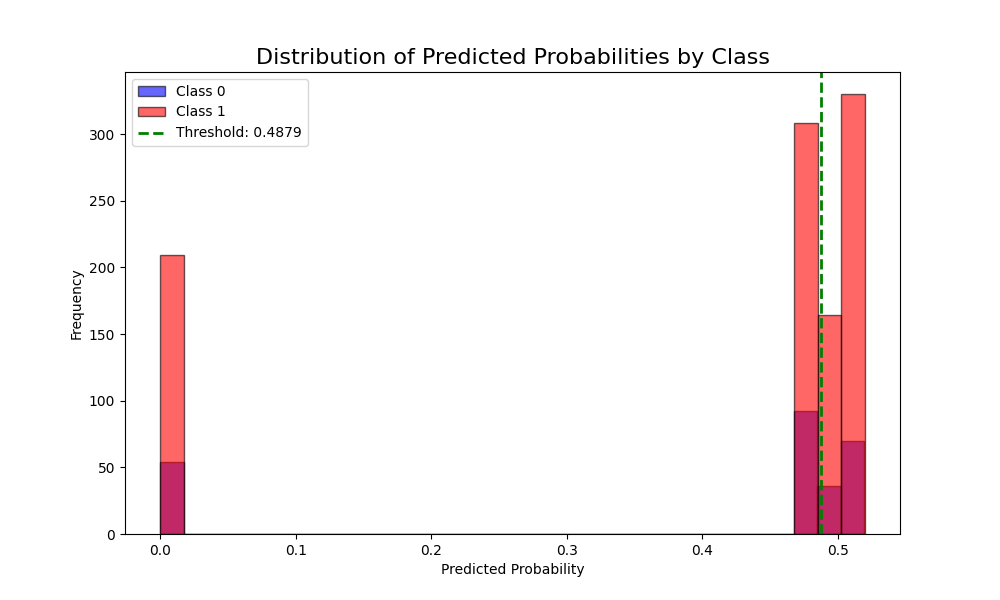 Distribution of Predicted Probabilities by Class
Class 0
Class 1
Threshold: 0.4879
Frequency
300
250
200
150
100
50
0
0.0 0.1 0.2 0.3 0.4 0.5
Predicted Probability